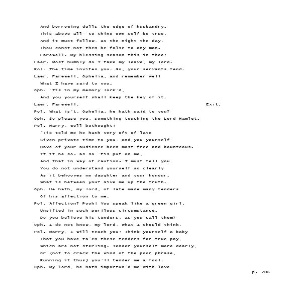 And borrowing dulls the edge of husbandry.
This above all: to thine own self be true,
And it must follow, as the night the day,
Thou canst not then be false to any man.
Farewell. My blessing season this in thee!
Laer. Most humbly do I take my leave, my lord.
Pol. The time invites you. Go, your servants tend.
Laer. Farewell, Ophelia, and remember well
What I have said to you.
Oph. 'Tis in my memory lock'd,
And you yourself shall keep the key of it.
Laer. Farewell. Exit.
Pol. What is't, Ophelia, he hath said to you?
Oph. So please you, something touching the Lord Hamlet.
Pol. Marry, well bethought!
'Tis told me he hath very oft of late
Given private time to you, and you yourself
Have of your audience been most free and bounteous.
If it be so- as so 'tis put on me,
And that in way of caution- I must tell you
You do not understand yourself so clearly
As it behooves my daughter and your honour.
What is between you? Give me up the truth.
Oph. He hath, my lord, of late made many tenders
Of his affection to me.
Pol. Affection? Pooh! You speak like a green girl,
Unsifted in such perilous circumstance.
Do you believe his tenders, as you call them?
Oph. I do not know, my lord, what I should think.
Pol. Marry, I will teach you! Think yourself a baby
That you have ta'en these tenders for true pay,
Which are not sterling. Tender yourself more dearly,
Or (not to crack the wind of the poor phrase,
Running it thus) you'll tender me a fool.
Oph. My lord, he hath importun'd me with love